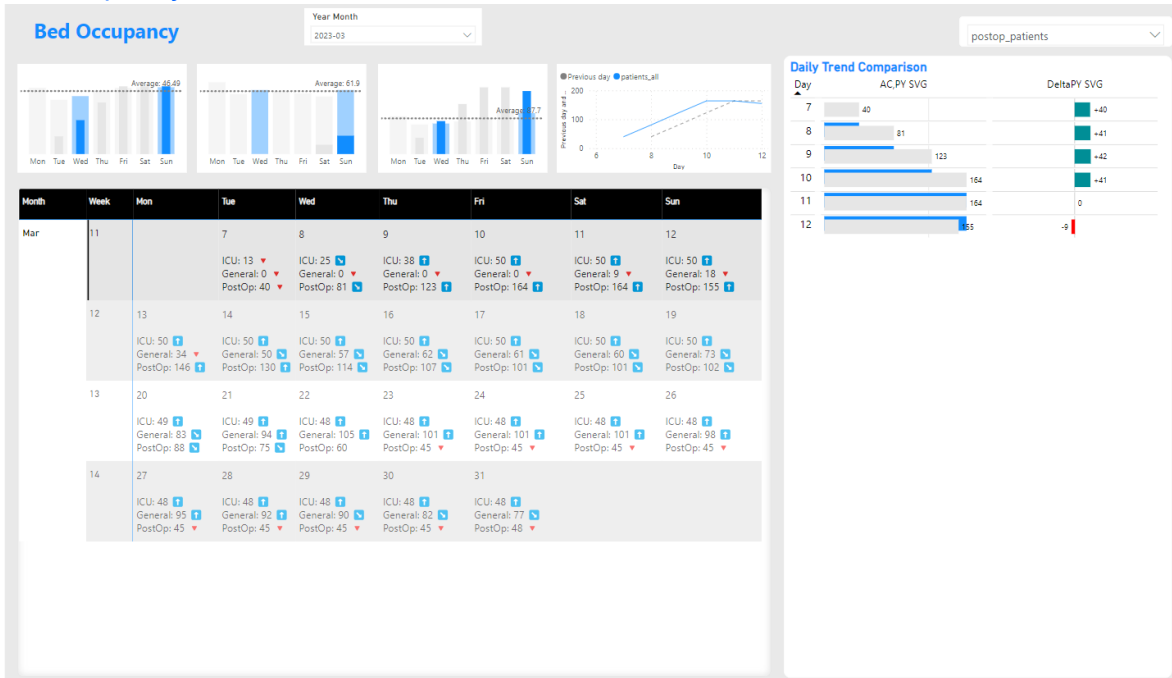 Bed Occupancy
Year Month
2023-03
postop_patients
Average: 46.49
Mon Tue Wed Thu Fri Sat Sun
Average: 61.9
Mon Tue Wed Thu Fri Sat Sun
Mon Tue Wed Thu Fri Sat Sun
Previous day patients_all
Previous day and ...
200
100
0
6 8 10 12
Day
Daily Trend Comparison
Day AC,PY SVG DeltaPY SVG
7 40 +40
8 81 +41
9 123 +42
10 164 +41
11 164 0
12 155 -9
Month Week Mon Tue Wed Thu Fri Sat Sun
Mar 11 7 8 9 10 11 12
ICU: 13 ICU: 25 ICU: 38 ICU: 50 ICU: 50 ICU: 50
General: 0 General: 0 General: 0 General: 0 General: 9 General: 18
PostOp: 40 PostOp: 81 PostOp: 123 PostOp: 164 PostOp: 164 PostOp: 155
12 13 14 15 16 17 18 19
ICU: 50 ICU: 50 ICU: 50 ICU: 50 ICU: 50 ICU: 50 ICU: 50
General: 34 General: 50 General: 57 General: 62 General: 61 General: 60 General: 73
PostOp: 146 PostOp: 130 PostOp: 114 PostOp: 107 PostOp: 101 PostOp: 101 PostOp: 102
13 20 21 22 23 24 25 26
ICU: 49 ICU: 49 ICU: 48 ICU: 48 ICU: 48 ICU: 48 ICU: 48
General: 83 General: 94 General: 105 General: 101 General: 101 General: 101 General: 98
PostOp: 88 PostOp: 75 PostOp: 60 PostOp: 45 PostOp: 45 PostOp: 45 PostOp: 45
14 27 28 29 30 31
ICU: 48 ICU: 48 ICU: 48 ICU: 48 ICU: 48
General: 95 General: 92 General: 90 General: 82 General: 77
PostOp: 45 PostOp: 45 PostOp: 45 PostOp: 45 PostOp: 48